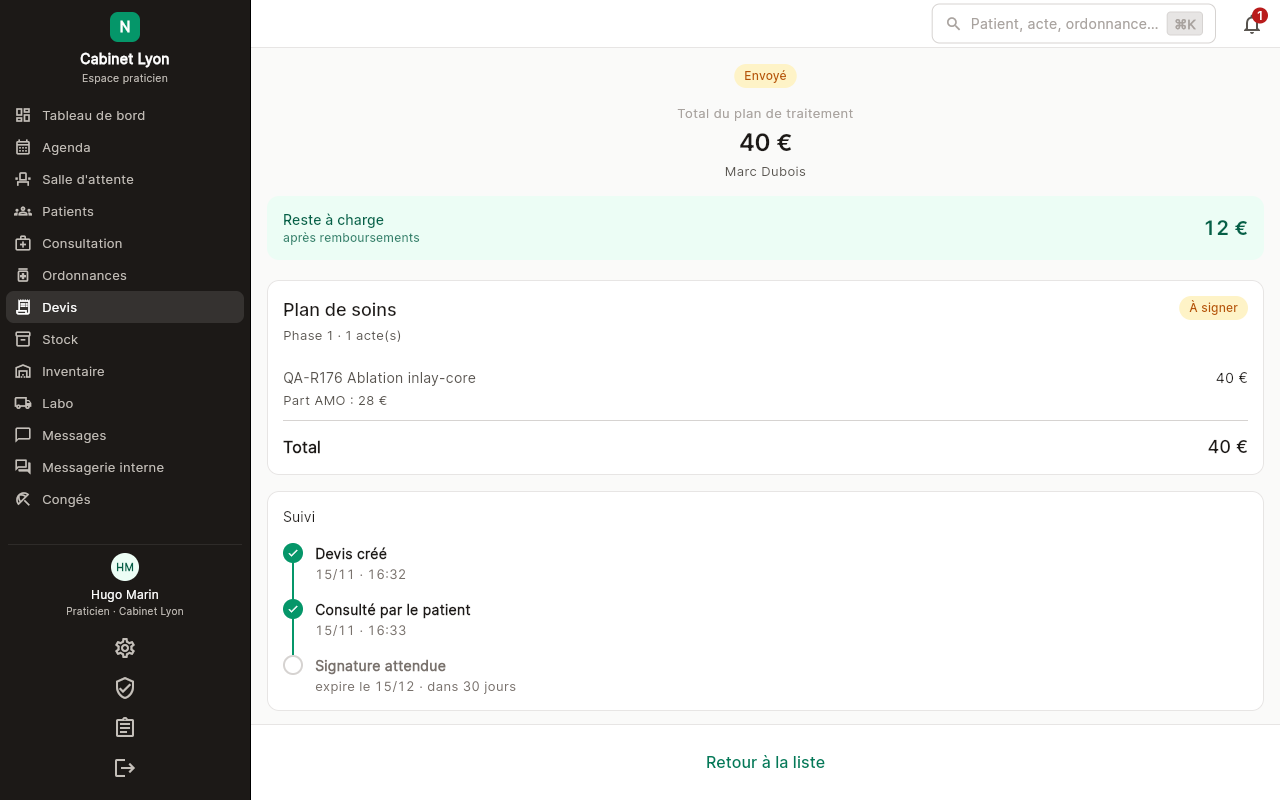 N
Cabinet Lyon
Espace praticien
Tableau de bord
Agenda
Salle d'attente
Patients
Consultation
Ordonnances
Devis
Stock
Inventaire
Labo
Messages
Messagerie interne
Congés
HM
Hugo Marin
Praticien · Cabinet Lyon
Patient, acte, ordonnance...
⌘K
1
Envoyé
Total du plan de traitement
40 €
Marc Dubois
Reste à charge
après remboursements
12 €
Plan de soins
À signer
Phase 1 · 1 acte(s)
QA-R176 Ablation inlay-core
40 €
Part AMO : 28 €
Total
40 €
Suivi
Devis créé
15/11 · 16:32
Consulté par le patient
15/11 · 16:33
Signature attendue
expire le 15/12 · dans 30 jours
Retour à la liste